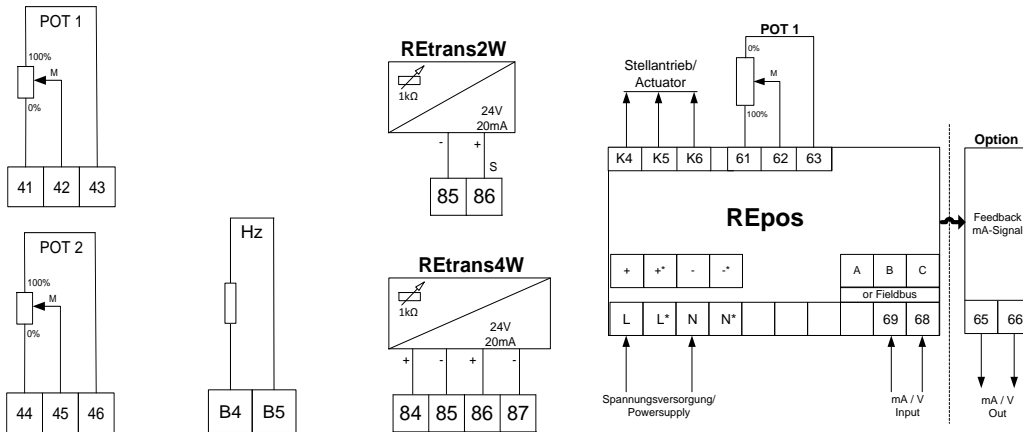 POT 1
100%
M
0%
41 42 43
POT 2
100%
M
0%
44 45 46
Hz
B4 B5
REtrans2W
1kΩ
24V
20mA
- +
S
85 86
REtrans4W
1kΩ
24V
20mA
+ - + -
84 85 86 87
POT 1
0%
M
100%
Stellantrieb/
Actuator
K4 K5 K6 61 62 63
REpos
+ +* - -*
A B C
or Fieldbus
L L* N N* 69 68
Spannungsversorgung/
Powersupply
mA / V
Input
Option
Feedback
mA-Signal
65 66
mA / V
Out